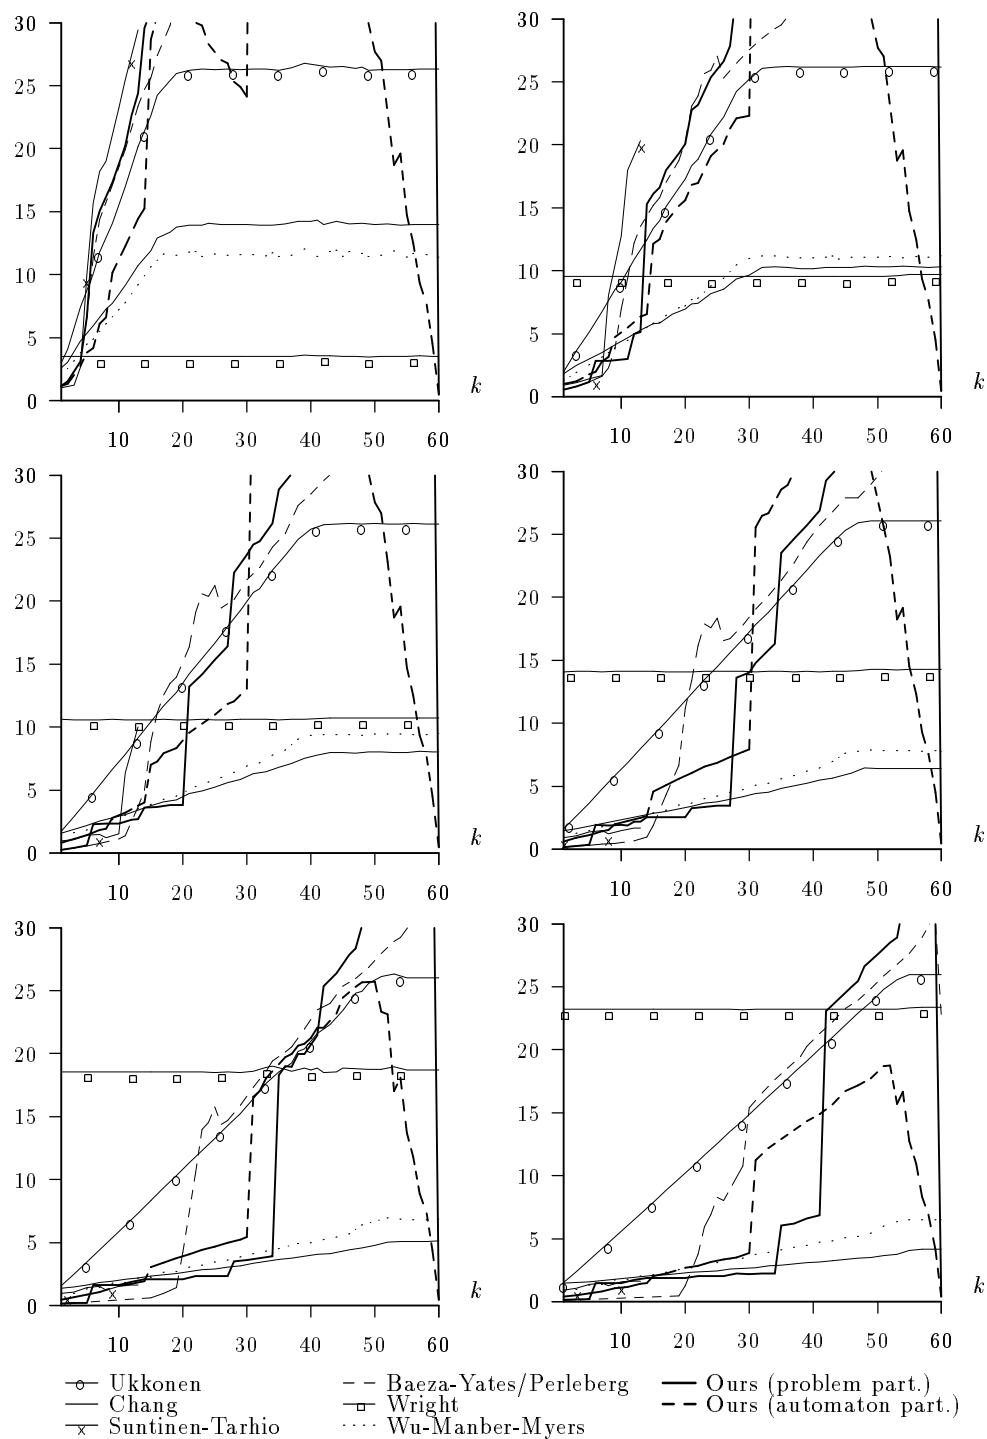 30
25
20
15
10
5
0
10 20 30 40 50 60
k
30
25
20
15
10
5
0
10 20 30 40 50 60
k
30
25
20
15
10
5
0
10 20 30 40 50 60
k
30
25
20
15
10
5
0
10 20 30 40 50 60
k
30
25
20
15
10
5
0
10 20 30 40 50 60
k
30
25
20
15
10
5
0
10 20 30 40 50 60
k
Ukkonen
Chang
Suntinen-Tarhio
Baeza-Yates/Perleberg
Wright
Wu-Manber-Myers
Ours (problem part.)
Ours (automaton part.)